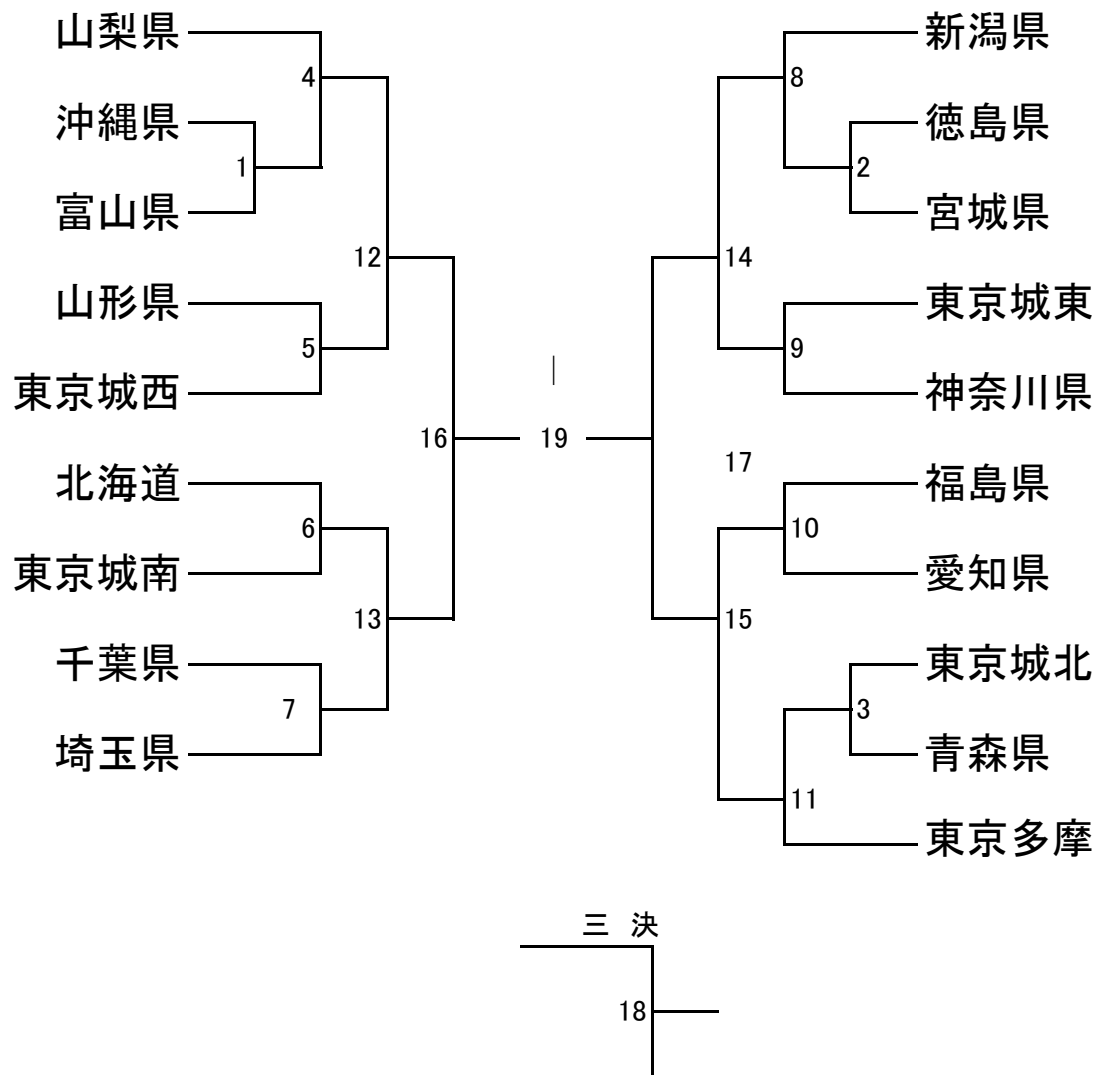 山梨県
4
沖縄県
1
富山県
12
山形県
5
東京城西
16
北海道
6
東京城南
13
千葉県
7
埼玉県
19
新潟県
8
徳島県
2
宮城県
14
東京城東
9
神奈川県
17
福島県
10
愛知県
15
東京城北
3
青森県
11
東京多摩
三 決
18